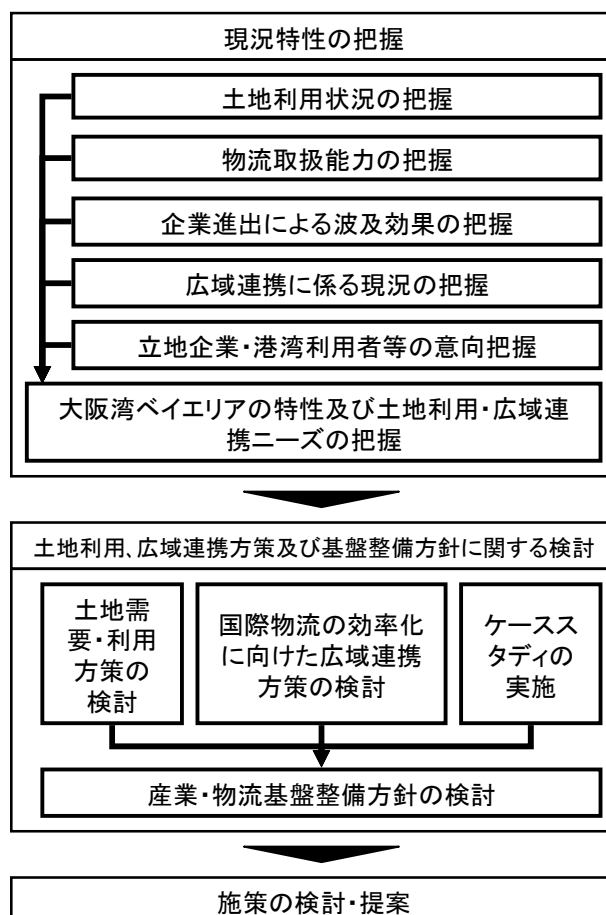 現況特性の把握
土地利用状況の把握
物流取扱能力の把握
企業進出による波及効果の把握
広域連携に係る現況の把握
立地企業・港湾利用者等の意向把握
大阪湾ベイエリアの特性及び土地利用・広域連
携ニーズの把握
土地利用、広域連携方策及び基盤整備方針に関する検討
土地需
要・利用
方策の
検討
国際物流の効率化
に向けた広域連携
方策の検討
ケースス
タディの
実施
産業・物流基盤整備方針の検討
施策の検討・提案